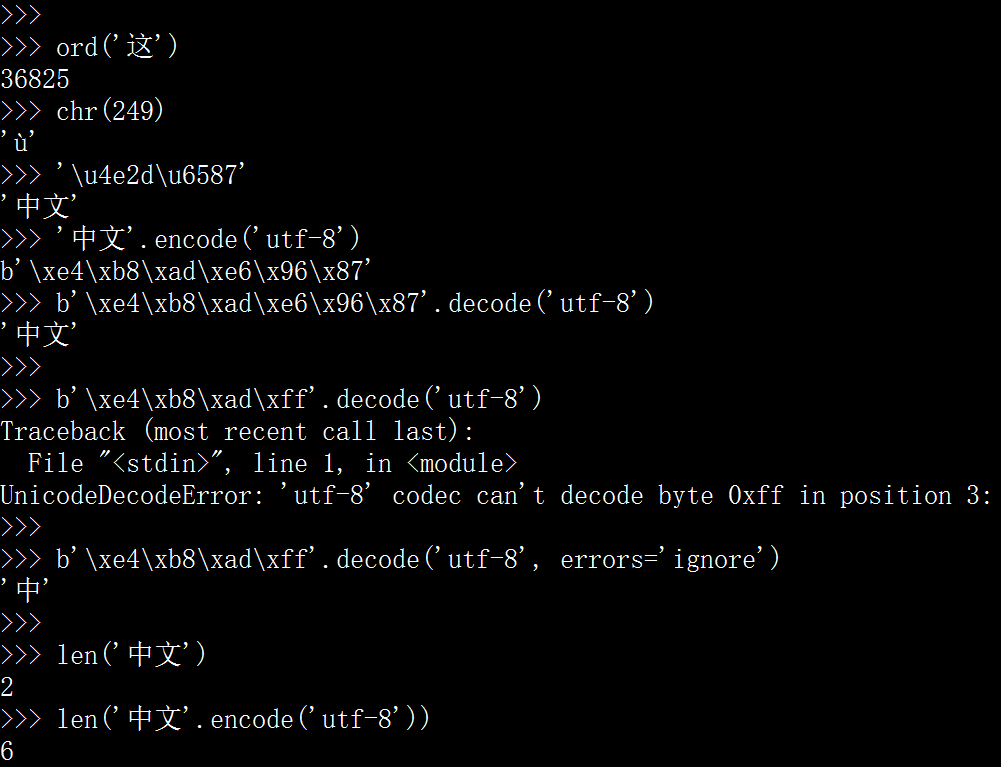 >>>
>>> ord('这')
36825
>>> chr(249)
'ù'
>>> '\u4e2d\u6587'
'中文'
>>> '中文'.encode('utf-8')
b'\xe4\xb8\xad\xe6\x96\x87'
>>> b'\xe4\xb8\xad\xe6\x96\x87'.decode('utf-8')
'中文'
>>>
>>> b'\xe4\xb8\xad\xff'.decode('utf-8')
Traceback (most recent call last):
  File "<stdin>", line 1, in <module>
UnicodeDecodeError: 'utf-8' codec can't decode byte 0xff in position 3:
>>>
>>> b'\xe4\xb8\xad\xff'.decode('utf-8', errors='ignore')
'中'
>>>
>>> len('中文')
2
>>> len('中文'.encode('utf-8'))
6